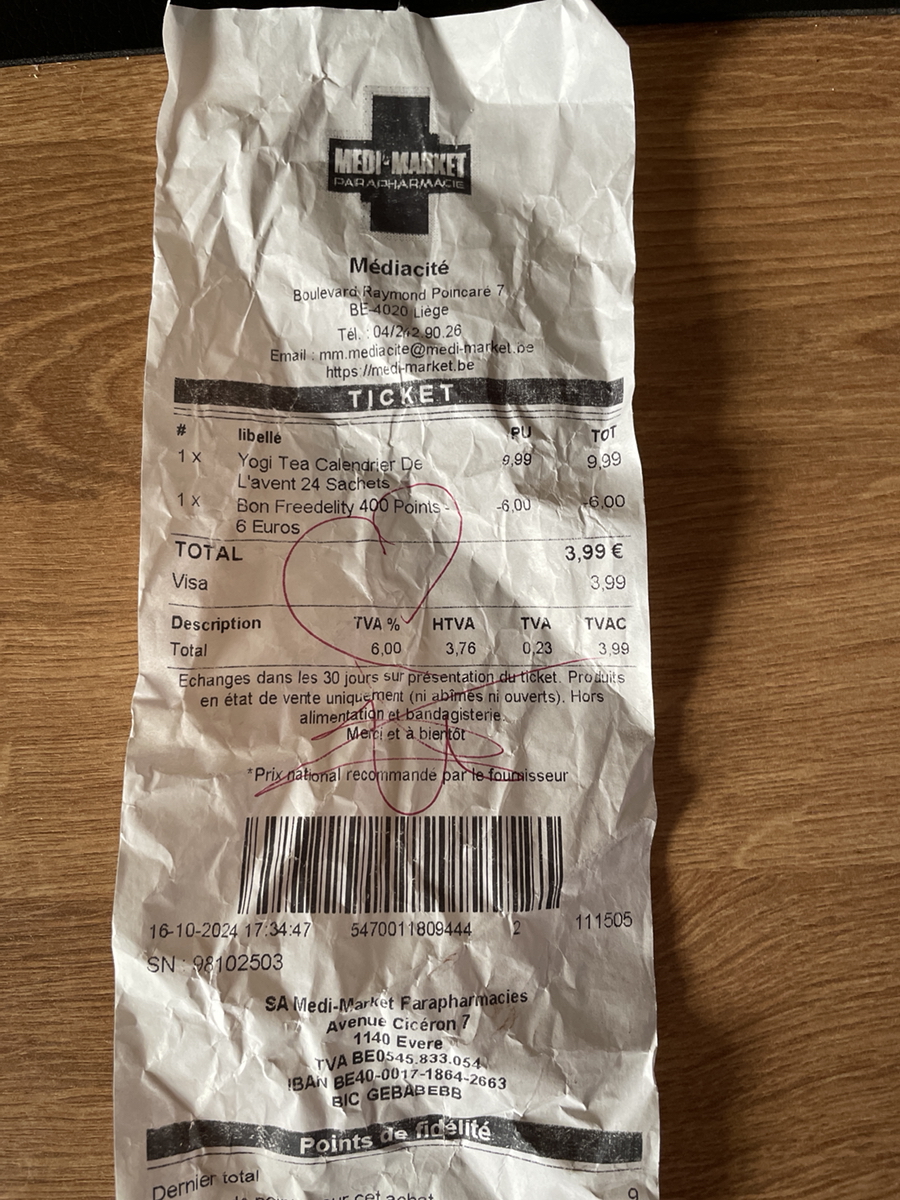 MEDI-MARKET
PARAPHARMACIE
Médiacité
Boulevard Raymond Poincaré 7
BE-4020 Liège
Tél. : 04/242.90.26
Email : mm.mediacite@medi-market.be
https://medi-market.be
TICKET
# libellé PU TOT
1 x Yogi Tea Calendrier De 9,99 9,99
L'avent 24 Sachets
1 x Bon Freedelity 400 Points - -6,00 -6,00
6 Euros
TOTAL 3,99 €
Visa 3,99
Description TVA % HTVA TVA TVAC
Total 6,00 3,76 0,23 3,99
Echanges dans les 30 jours sur présentation du ticket. Produits
en état de vente uniquement (ni abîmés ni ouverts). Hors
alimentation et bandagisterie.
Merci et à bientôt
*Prix national recommandé par le fournisseur
16-10-2024 17:34:47 5470011809444 2 111505
SN : 98102503
SA Medi-Market Parapharmacies
Avenue Cicéron 7
1140 Evere
TVA BE0545.833.054
IBAN BE40-0017-1864-2663
BIC GEBABEBB
Points de fidélité
Dernier total 9
sur cet achat